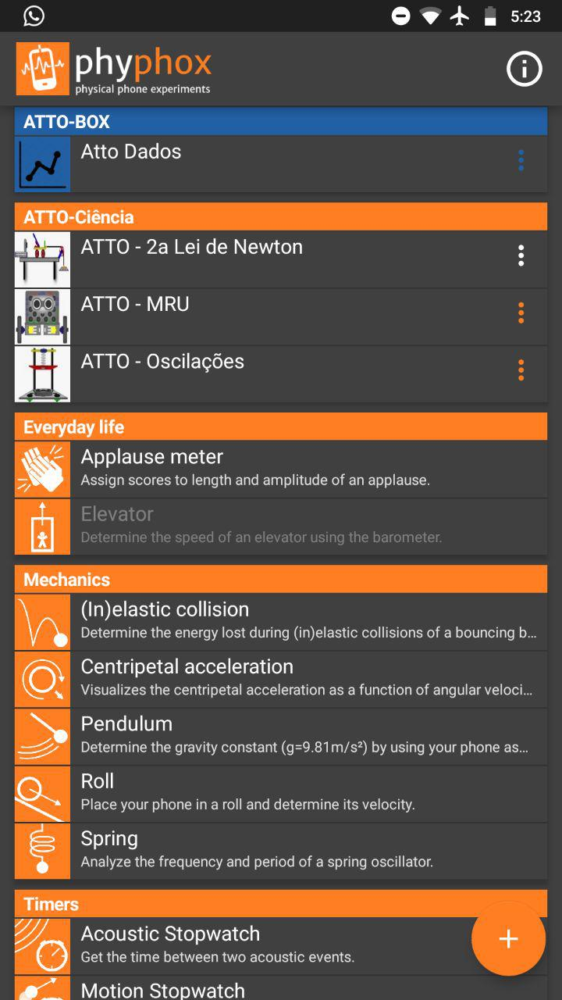 5:23
phyphox
physical phone experiments
ATTO-BOX
Atto Dados
ATTO-Ciência
ATTO - 2a Lei de Newton
ATTO - MRU
ATTO - Oscilações
Everyday life
Applause meter
Assign scores to length and amplitude of an applause.
Elevator
Determine the speed of an elevator using the barometer.
Mechanics
(In)elastic collision
Determine the energy lost during (in)elastic collisions of a bouncing b…
Centripetal acceleration
Visualizes the centripetal acceleration as a function of angular veloci…
Pendulum
Determine the gravity constant (g=9.81m/s²) by using your phone as…
Roll
Place your phone in a roll and determine its velocity.
Spring
Analyze the frequency and period of a spring oscillator.
Timers
Acoustic Stopwatch
Get the time between two acoustic events.
Motion Stopwatch